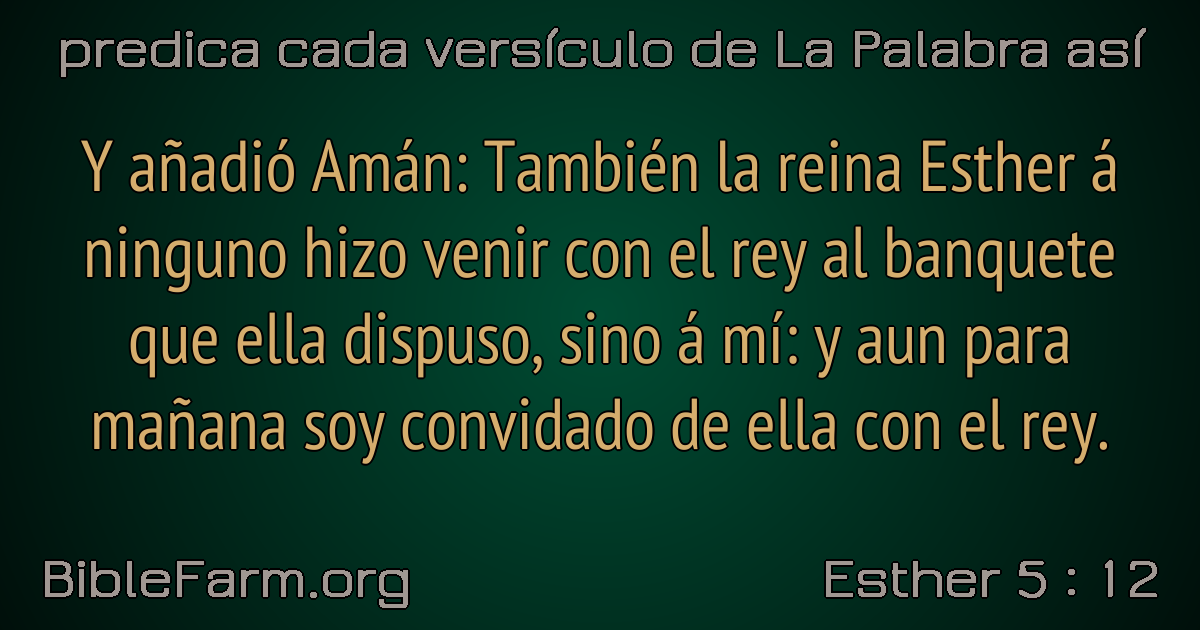 predica cada versículo de La Palabra así
Y añadió Amán: También la reina Esther á
ninguno hizo venir con el rey al banquete
que ella dispuso, sino á mí: y aun para
mañana soy convidado de ella con el rey.
BibleFarm.org
Esther 5 : 12